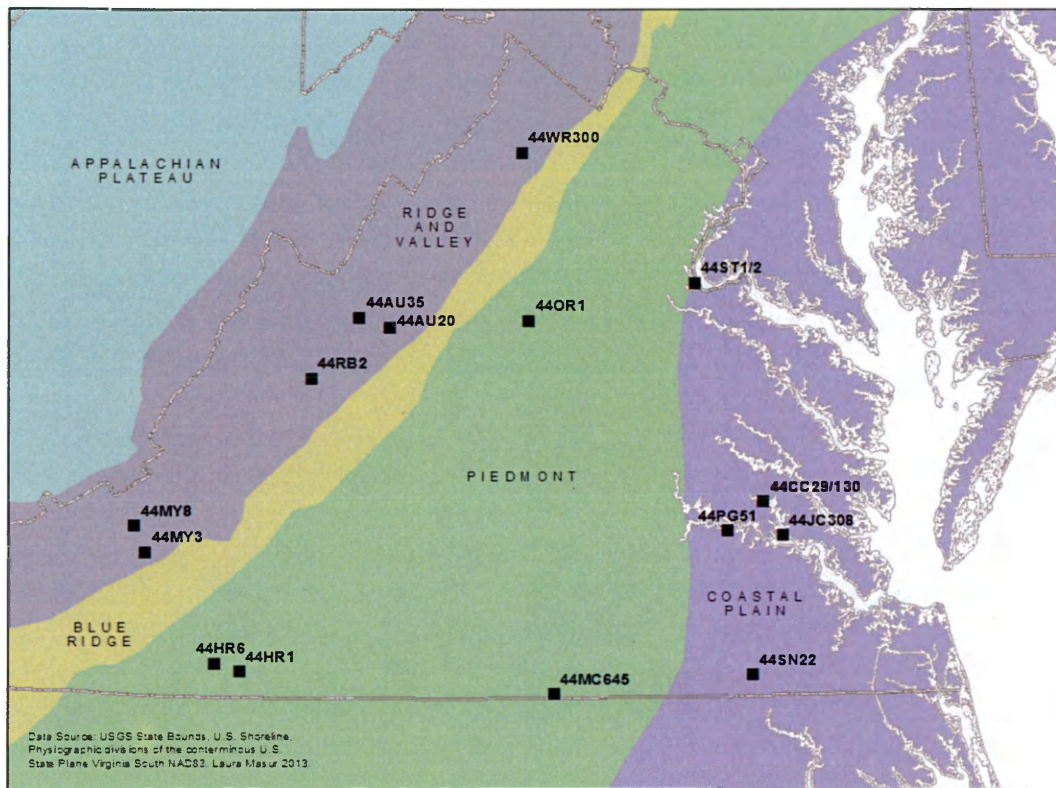 44WR300
APPALACHIAN
PLATEAU
RIDGE
AND
VALLEY
44ST1/2
44AU35
44AU20
44OR1
44RB2
PIEDMONT
44CC29/130
44PG51
44JC308
44MY8
44MY3
COASTAL
PLAIN
BLUE
RIDGE
44HR6
44HR1
44SN22
44MC645
Data Source: USGS State Bounds, U.S. Shoreline,
Physiographic divisions of the conterminous U.S.
State Plane Virginia South NAD83. Laura Masur 2013.